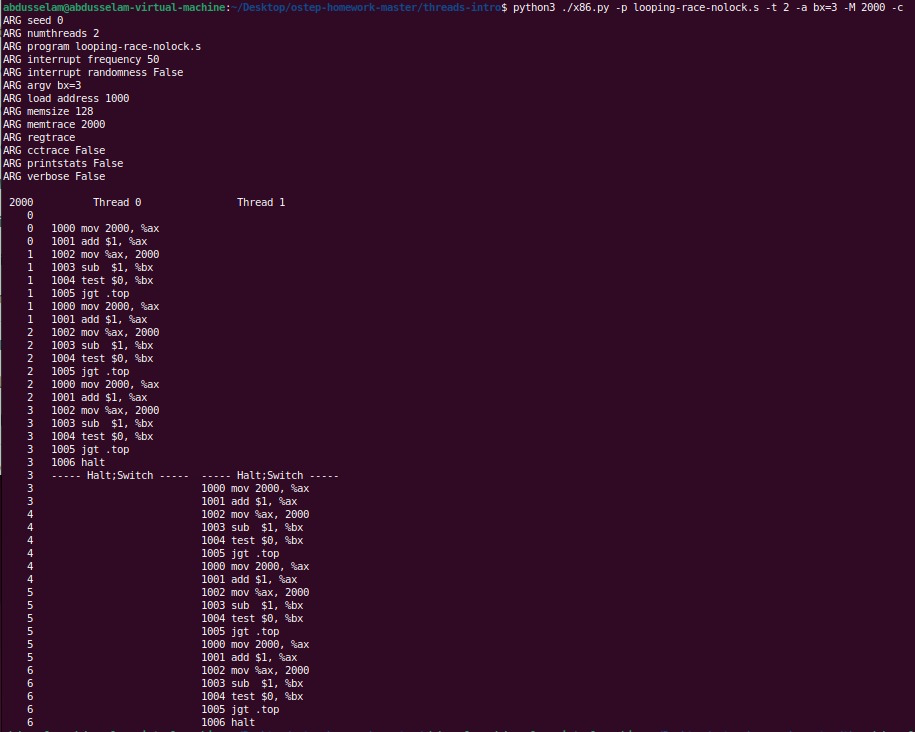 abdusselam@abdusselam-virtual-machine:~/Desktop/ostep-homework-master/threads-intro$ python3 ./x86.py -p looping-race-nolock.s -t 2 -a bx=3 -M 2000 -c
ARG seed 0
ARG numthreads 2
ARG program looping-race-nolock.s
ARG interrupt frequency 50
ARG interrupt randomness False
ARG argv bx=3
ARG load address 1000
ARG memsize 128
ARG memtrace 2000
ARG regtrace
ARG cctrace False
ARG printstats False
ARG verbose False
2000 Thread 0 Thread 1
0
0 1000 mov 2000, %ax
0 1001 add $1, %ax
1 1002 mov %ax, 2000
1 1003 sub  $1, %bx
1 1004 test $0, %bx
1 1005 jgt .top
1 1000 mov 2000, %ax
1 1001 add $1, %ax
2 1002 mov %ax, 2000
2 1003 sub  $1, %bx
2 1004 test $0, %bx
2 1005 jgt .top
2 1000 mov 2000, %ax
2 1001 add $1, %ax
3 1002 mov %ax, 2000
3 1003 sub  $1, %bx
3 1004 test $0, %bx
3 1005 jgt .top
3 1006 halt
3 ----- Halt;Switch ----- ----- Halt;Switch -----
3 1000 mov 2000, %ax
3 1001 add $1, %ax
4 1002 mov %ax, 2000
4 1003 sub  $1, %bx
4 1004 test $0, %bx
4 1005 jgt .top
4 1000 mov 2000, %ax
4 1001 add $1, %ax
5 1002 mov %ax, 2000
5 1003 sub  $1, %bx
5 1004 test $0, %bx
5 1005 jgt .top
5 1000 mov 2000, %ax
5 1001 add $1, %ax
6 1002 mov %ax, 2000
6 1003 sub  $1, %bx
6 1004 test $0, %bx
6 1005 jgt .top
6 1006 halt